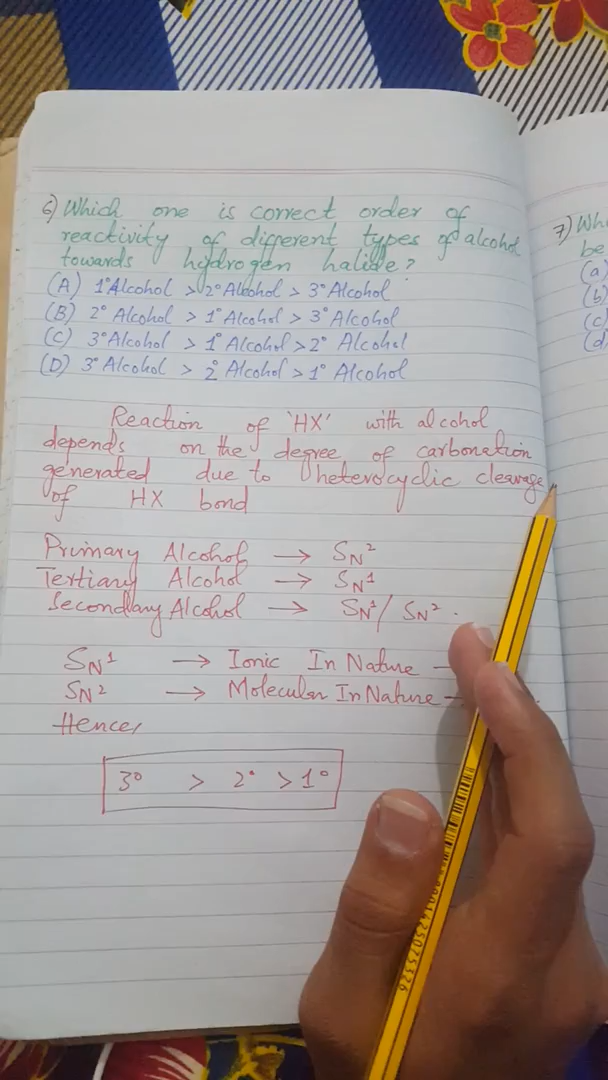 6) Which one is correct order of
reactivity of different types of alcohol
towards hydrogen halide?
(A) 1° Alcohol > 2° Alcohol > 3° Alcohol
(B) 2° Alcohol > 1° Alcohol > 3° Alcohol
(C) 3° Alcohol > 1° Alcohol > 2° Alcohol
(D) 3° Alcohol > 2° Alcohol > 1° Alcohol
Reaction of 'HX' with alcohol
depends on the degree of carbonation
generated due to heterocyclic cleavage
of HX bond
Primary Alcohol → SN²
Tertiary Alcohol → SN¹
Secondary Alcohol → SN¹/ SN².
SN¹ → Ionic In Nature →
SN² → Molecular In Nature →
Hence,
3° > 2° > 1°
7) Wh
be
(a)
(b)
(c)
(d
0001425075326